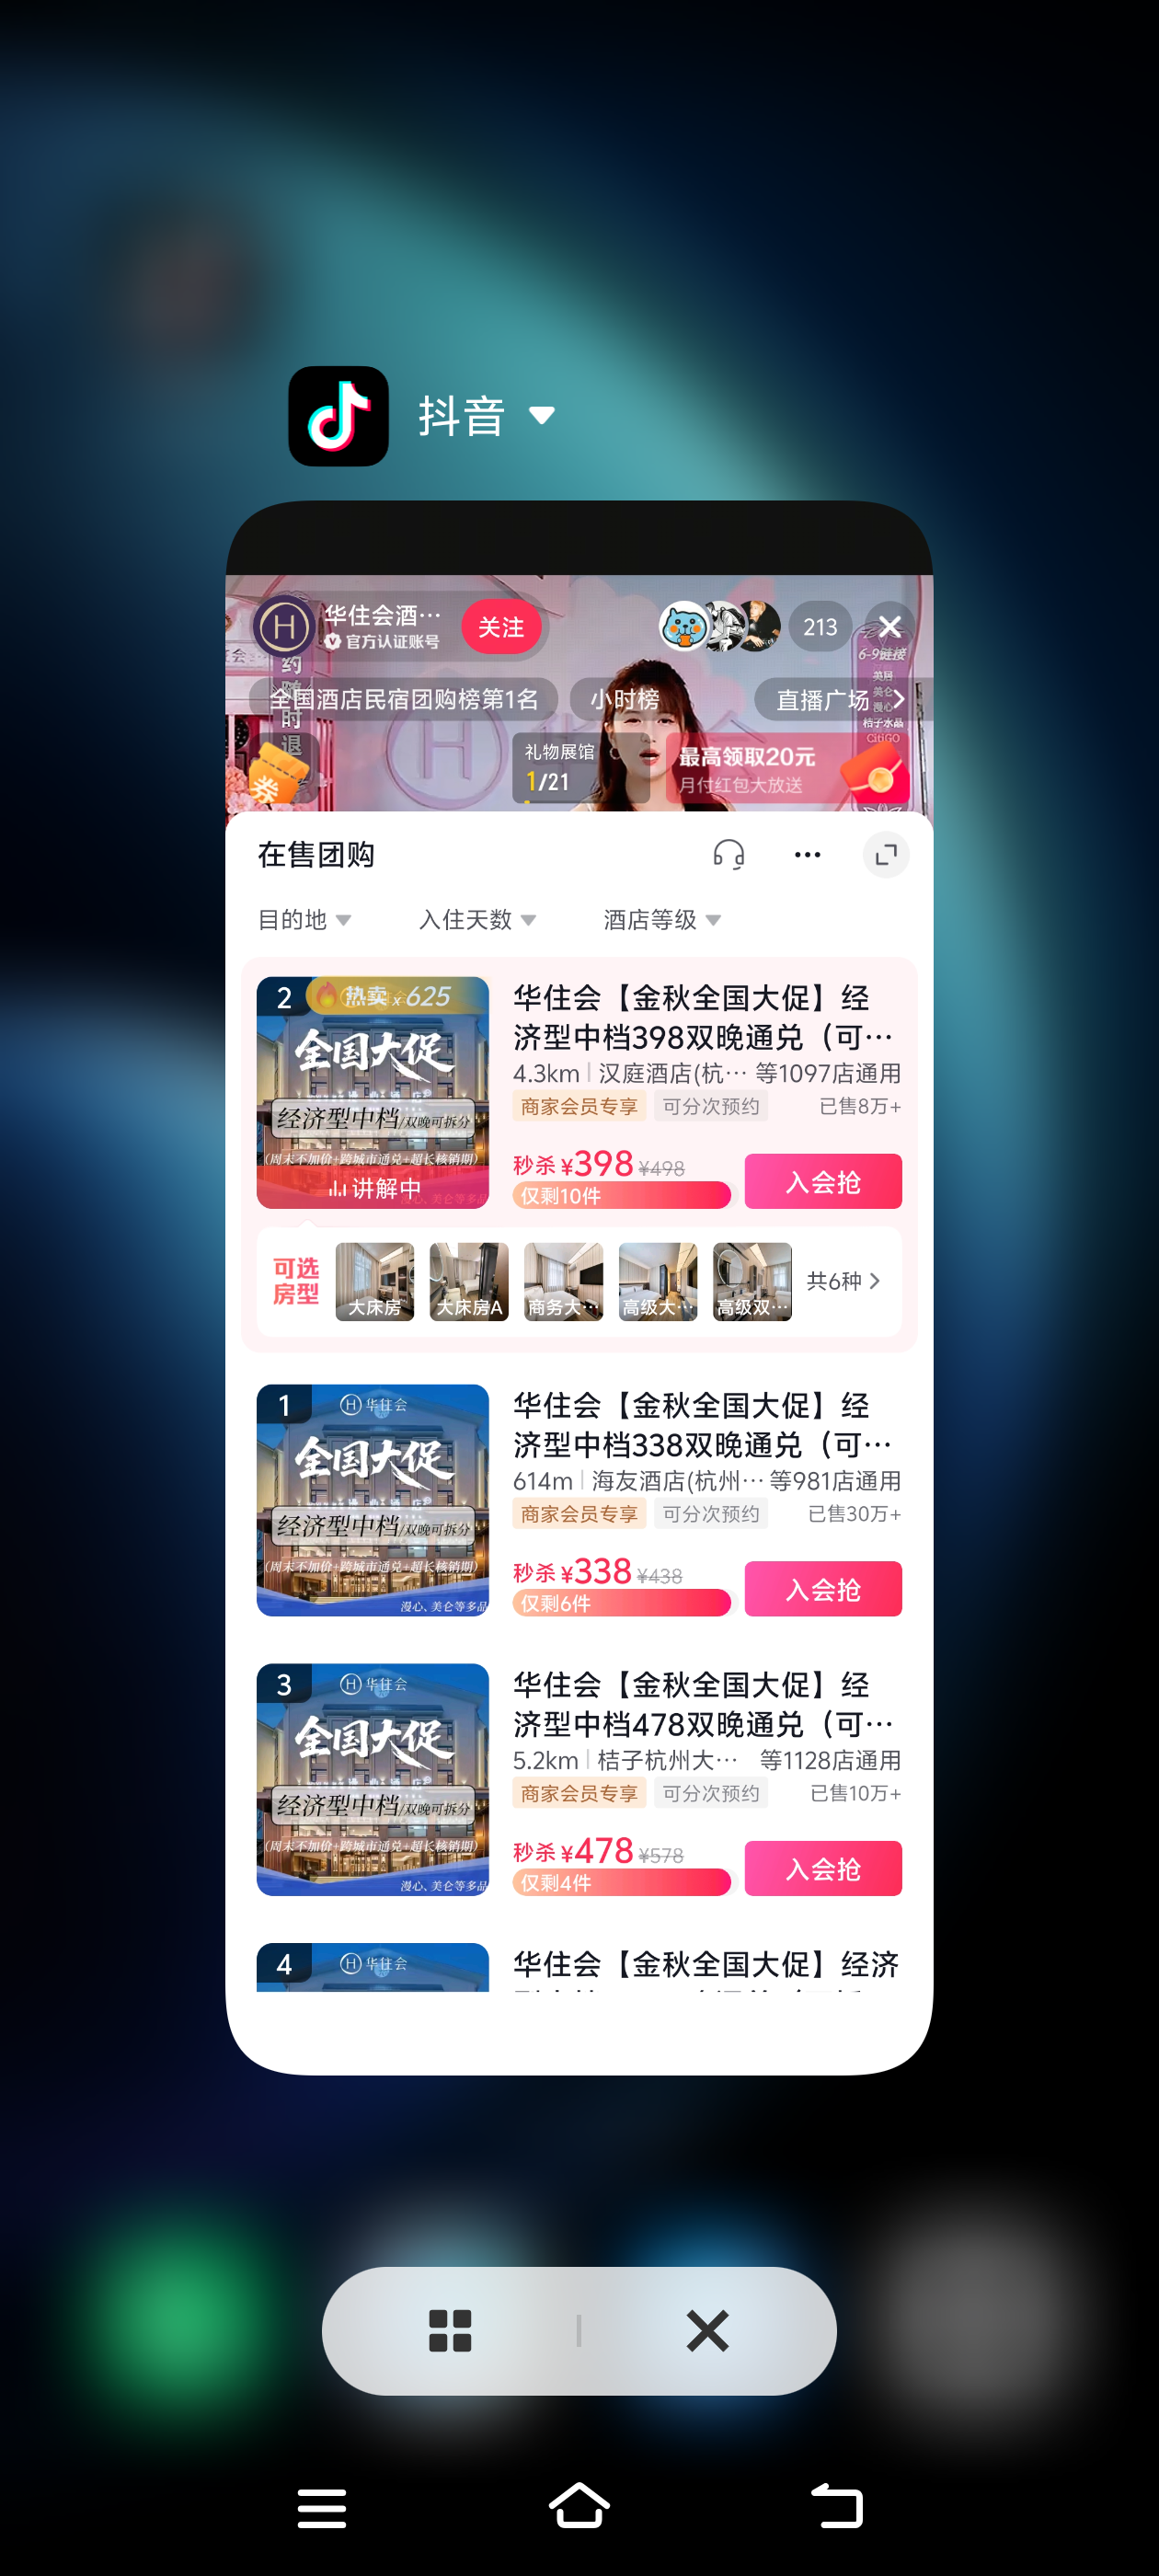 抖音
华住会酒…
官方认证账号
关注
213
6-9链接
美居
美仑
漫心
桔子水晶
CitiGO
约
随
时
退
全国酒店民宿团购榜第1名
小时榜
直播广场
券
礼物展馆
1/21
最高领取20元
月付红包大放送
在售团购
目的地
入住天数
酒店等级
2
热卖 x 625
全国大促
经济型中档/双晚可拆分
(周末不加价+跨城市通兑+超长核销期)
讲解中
华住会【金秋全国大促】经
济型中档398双晚通兑（可…
4.3km 汉庭酒店(杭… 等1097店通用
商家会员专享 可分次预约 已售8万+
秒杀 ¥398 ¥498
仅剩10件
入会抢
可选
房型
大床房
大床房A
商务大…
高级大…
高级双…
共6种
1
H 华住会
全国大促
经济型中档/双晚可拆分
(周末不加价+跨城市通兑+超长核销期)
漫心、美仑等多品
华住会【金秋全国大促】经
济型中档338双晚通兑（可…
614m 海友酒店(杭州… 等981店通用
商家会员专享 可分次预约 已售30万+
秒杀 ¥338 ¥438
仅剩6件
入会抢
3
H 华住会
全国大促
经济型中档/双晚可拆分
(周末不加价+跨城市通兑+超长核销期)
漫心、美仑等多品
华住会【金秋全国大促】经
济型中档478双晚通兑（可…
5.2km 桔子杭州大… 等1128店通用
商家会员专享 可分次预约 已售10万+
秒杀 ¥478 ¥578
仅剩4件
入会抢
4
H 华住会
华住会【金秋全国大促】经济